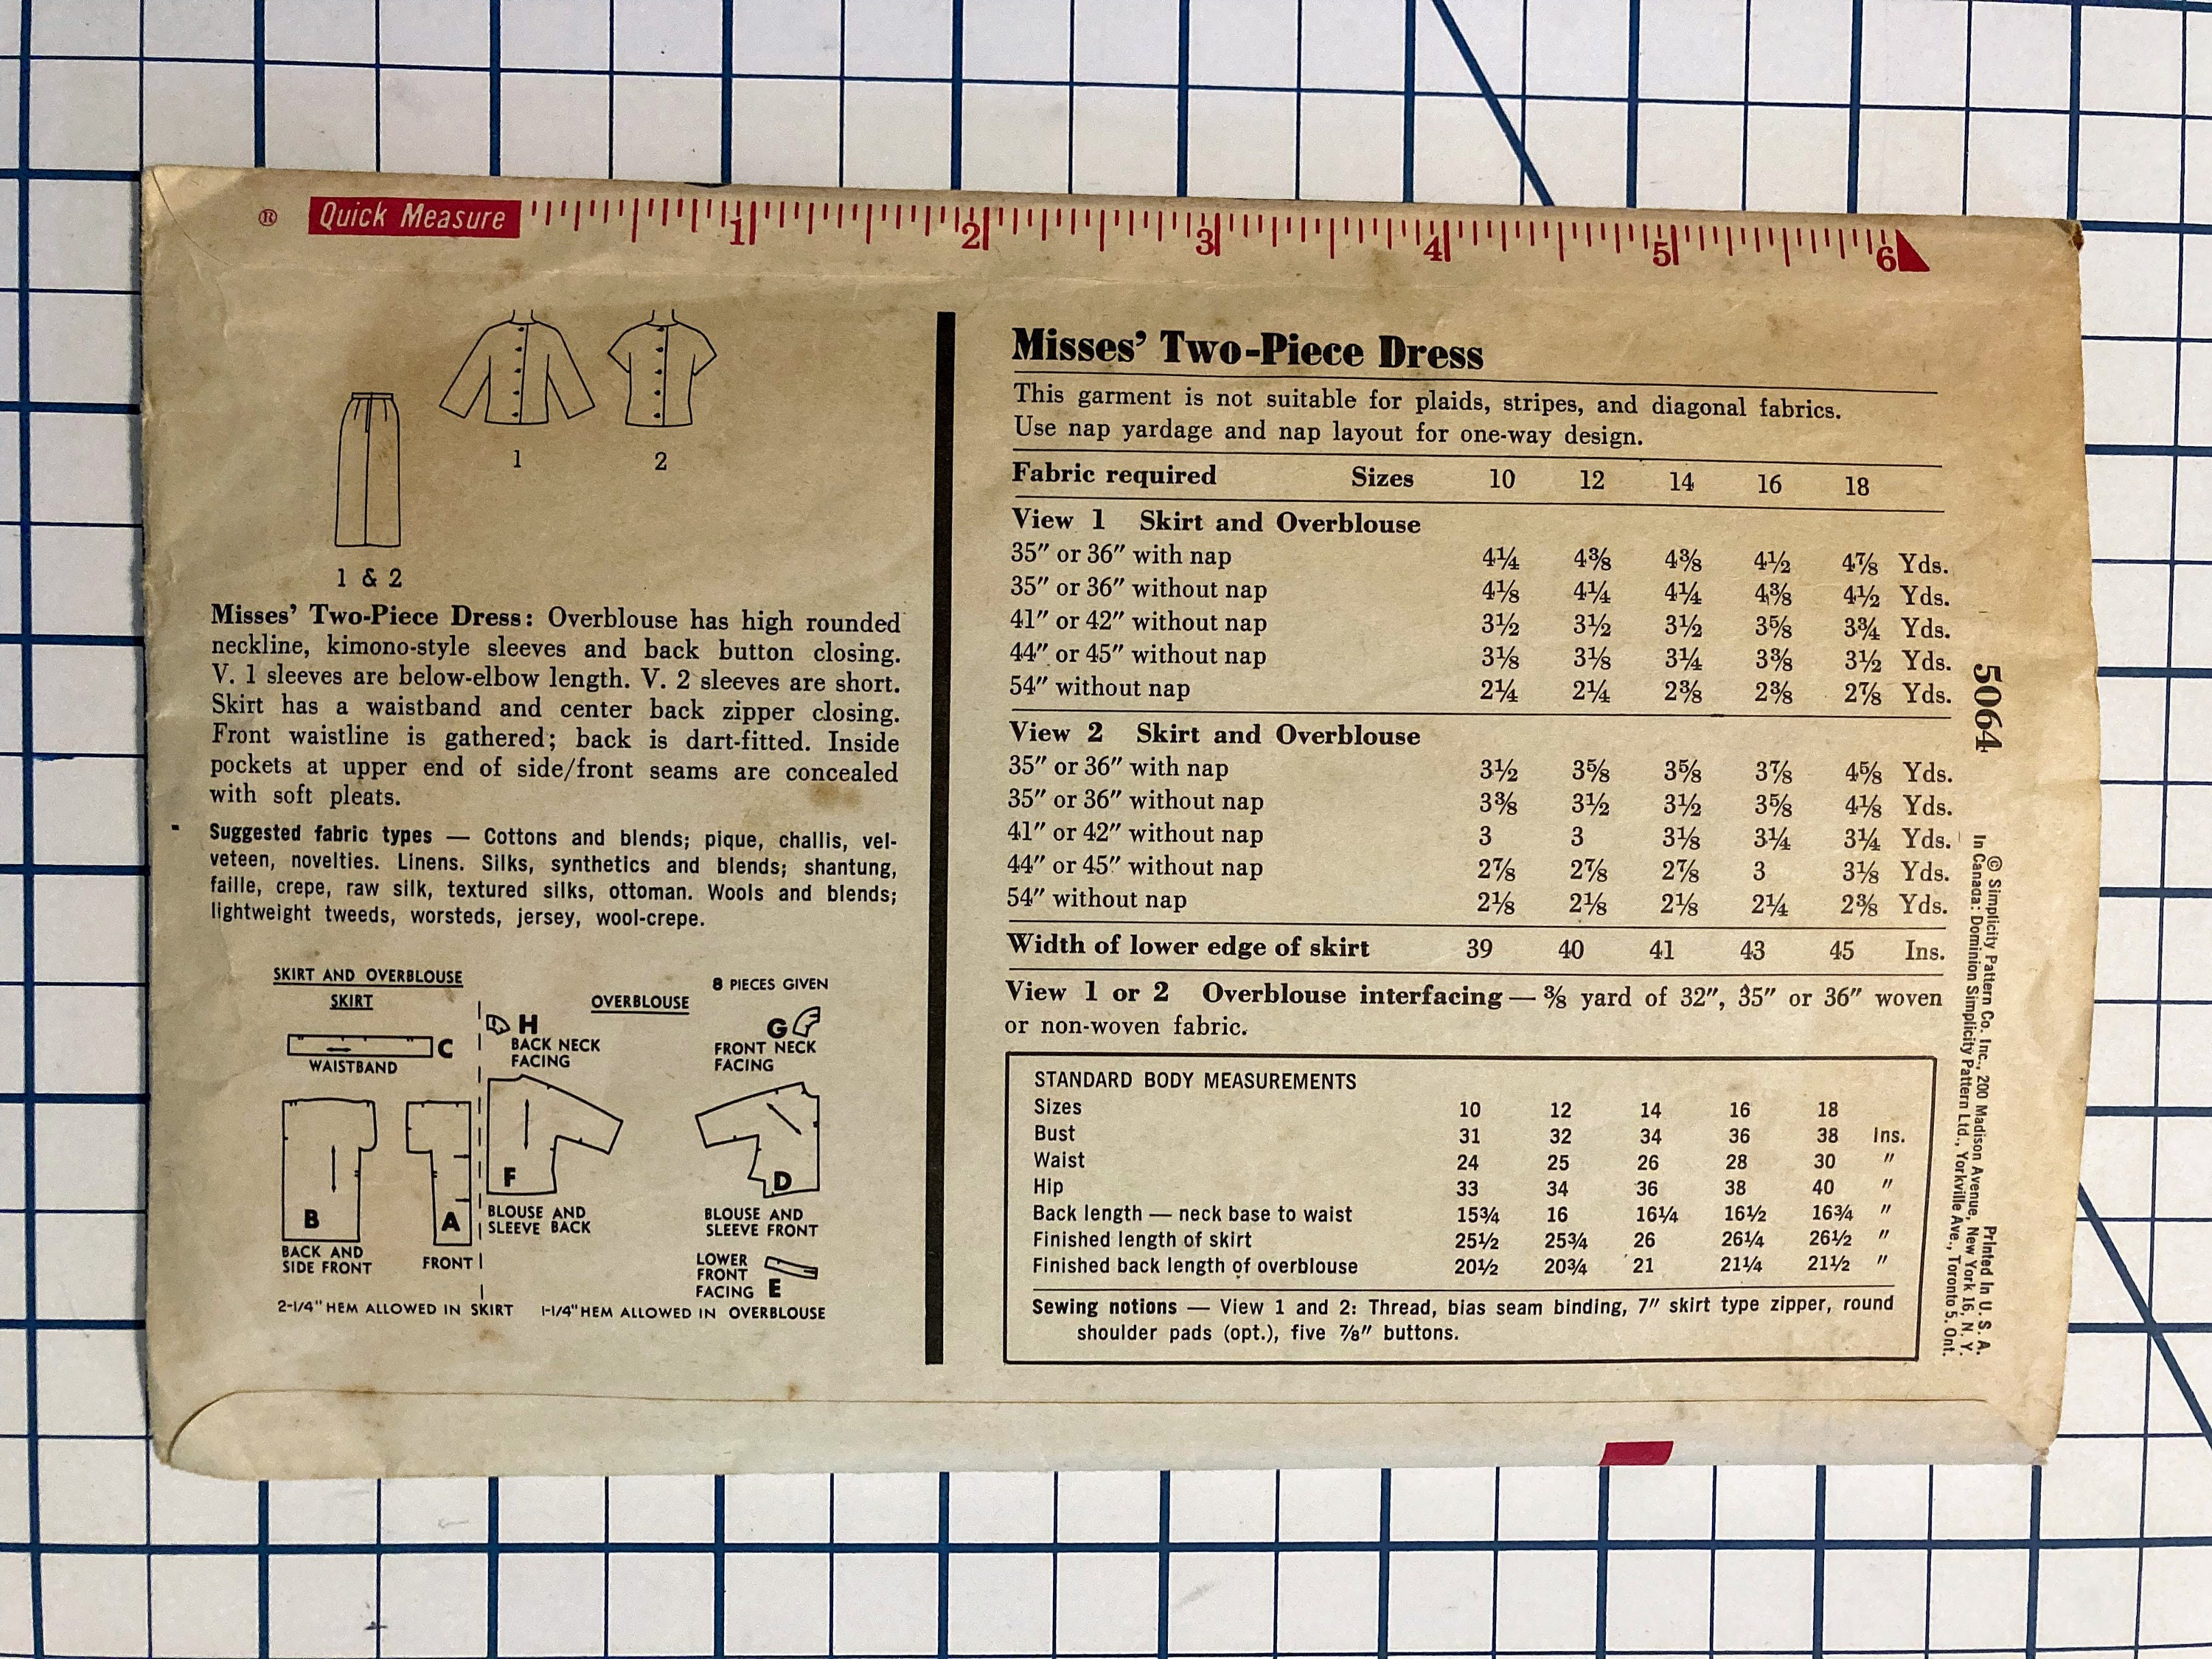 ® Quick Measure 1 2 3 4 5 6
1 2
1 & 2
Misses' Two-Piece Dress: Overblouse has high rounded
neckline, kimono-style sleeves and back button closing.
V. 1 sleeves are below-elbow length. V. 2 sleeves are short.
Skirt has a waistband and center back zipper closing.
Front waistline is gathered; back is dart-fitted. Inside
pockets at upper end of side/front seams are concealed
with soft pleats.
Suggested fabric types — Cottons and blends; pique, challis, vel-
veteen, novelties. Linens. Silks, synthetics and blends; shantung,
faille, crepe, raw silk, textured silks, ottoman. Wools and blends;
lightweight tweeds, worsteds, jersey, wool-crepe.
SKIRT AND OVERBLOUSE
8 PIECES GIVEN
SKIRT
OVERBLOUSE
C
WAISTBAND
H
BACK NECK
FACING
G
FRONT NECK
FACING
B
BACK AND
SIDE FRONT
A
FRONT
F
BLOUSE AND
SLEEVE BACK
D
BLOUSE AND
SLEEVE FRONT
LOWER
FRONT
FACING E
2-1/4" HEM ALLOWED IN SKIRT 1-1/4" HEM ALLOWED IN OVERBLOUSE
Misses' Two-Piece Dress
This garment is not suitable for plaids, stripes, and diagonal fabrics.
Use nap yardage and nap layout for one-way design.
Fabric required Sizes 10 12 14 16 18
View 1 Skirt and Overblouse
35" or 36" with nap 4¼ 4⅜ 4⅜ 4½ 4⅞ Yds.
35" or 36" without nap 4⅛ 4¼ 4¼ 4⅜ 4½ Yds.
41" or 42" without nap 3½ 3½ 3½ 3⅝ 3¾ Yds.
44" or 45" without nap 3⅛ 3⅛ 3¼ 3⅜ 3½ Yds.
54" without nap 2¼ 2¼ 2⅜ 2⅜ 2⅞ Yds.
View 2 Skirt and Overblouse
35" or 36" with nap 3½ 3⅝ 3⅝ 3⅞ 4⅝ Yds.
35" or 36" without nap 3⅜ 3½ 3½ 3⅝ 4⅛ Yds.
41" or 42" without nap 3 3 3⅛ 3¼ 3¼ Yds.
44" or 45" without nap 2⅞ 2⅞ 2⅞ 3 3⅛ Yds.
54" without nap 2⅛ 2⅛ 2⅛ 2¼ 2⅜ Yds.
Width of lower edge of skirt 39 40 41 43 45 Ins.
View 1 or 2 Overblouse interfacing — ⅜ yard of 32", 35" or 36" woven
or non-woven fabric.
STANDARD BODY MEASUREMENTS
Sizes 10 12 14 16 18
Bust 31 32 34 36 38 Ins.
Waist 24 25 26 28 30 "
Hip 33 34 36 38 40 "
Back length — neck base to waist 15¾ 16 16¼ 16½ 16¾ "
Finished length of skirt 25½ 25¾ 26 26¼ 26½ "
Finished back length of overblouse 20½ 20¾ 21 21¼ 21½ "
Sewing notions — View 1 and 2: Thread, bias seam binding, 7" skirt type zipper, round
shoulder pads (opt.), five ⅞" buttons.
5064
© Simplicity Pattern Co. Inc., 200 Madison Avenue, New York 16, N. Y.
In Canada: Dominion Simplicity Pattern Ltd., Yorkville Ave., Toronto 5. Ont.
Printed In U. S. A.